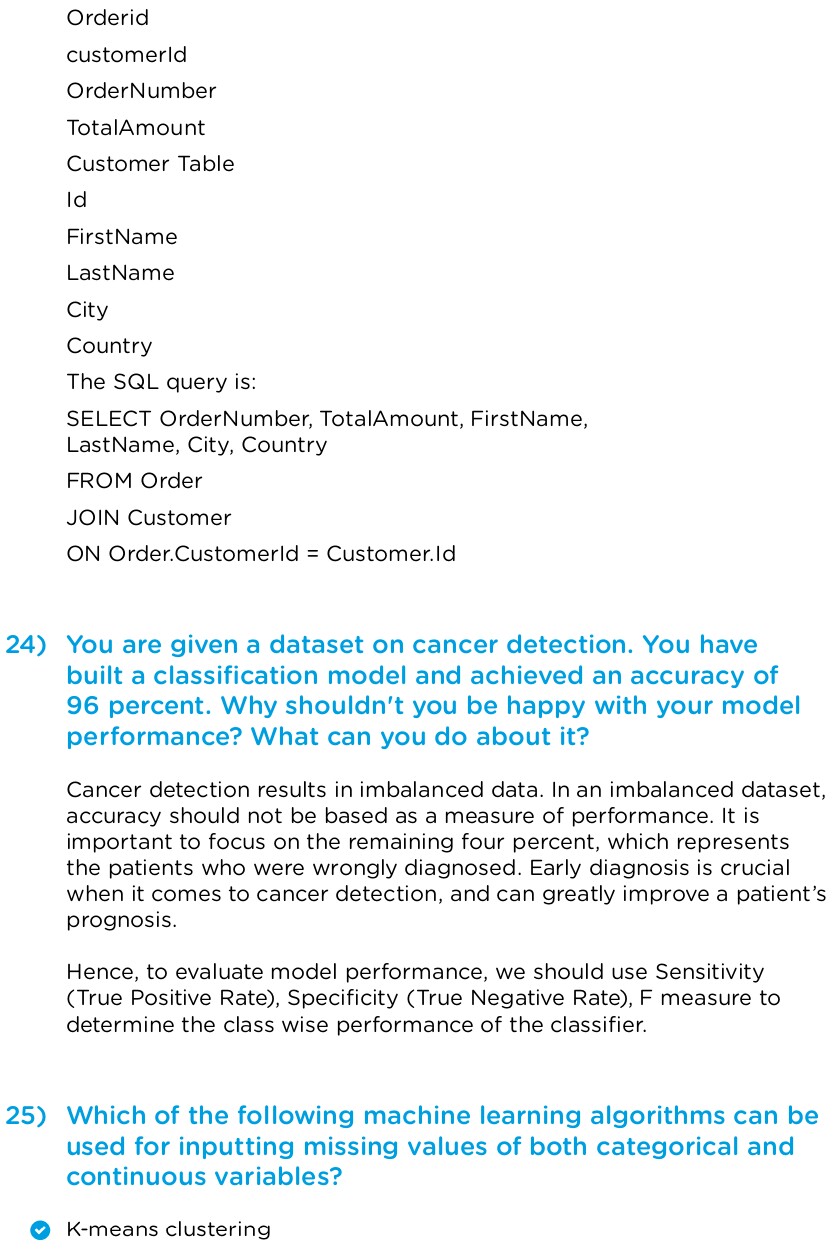 Orderid
customerId
OrderNumber
TotalAmount
Customer Table
Id
FirstName
LastName
City
Country
The SQL query is:
SELECT OrderNumber, TotalAmount, FirstName,
LastName, City, Country
FROM Order
JOIN Customer
ON Order.CustomerId = Customer.Id
24) You are given a dataset on cancer detection. You have
built a classification model and achieved an accuracy of
96 percent. Why shouldn't you be happy with your model
performance? What can you do about it?
Cancer detection results in imbalanced data. In an imbalanced dataset,
accuracy should not be based as a measure of performance. It is
important to focus on the remaining four percent, which represents
the patients who were wrongly diagnosed. Early diagnosis is crucial
when it comes to cancer detection, and can greatly improve a patient’s
prognosis.
Hence, to evaluate model performance, we should use Sensitivity
(True Positive Rate), Specificity (True Negative Rate), F measure to
determine the class wise performance of the classifier.
25) Which of the following machine learning algorithms can be
used for inputting missing values of both categorical and
continuous variables?
K-means clustering